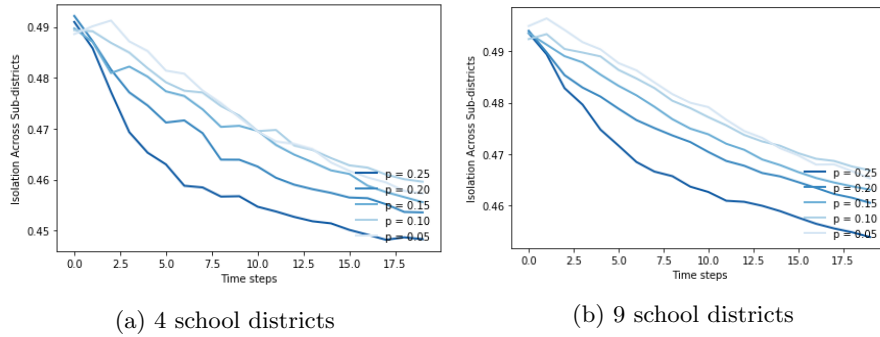 Isolation Across Sub-districts
0.49
0.48
0.47
0.46
0.45
p = 0.25
p = 0.20
p = 0.15
p = 0.10
p = 0.05
0.0 2.5 5.0 7.5 10.0 12.5 15.0 17.5
Time steps
(a) 4 school districts
Isolation Across Sub-districts
0.49
0.48
0.47
0.46
p = 0.25
p = 0.20
p = 0.15
p = 0.10
p = 0.05
0.0 2.5 5.0 7.5 10.0 12.5 15.0 17.5
Time steps
(b) 9 school districts